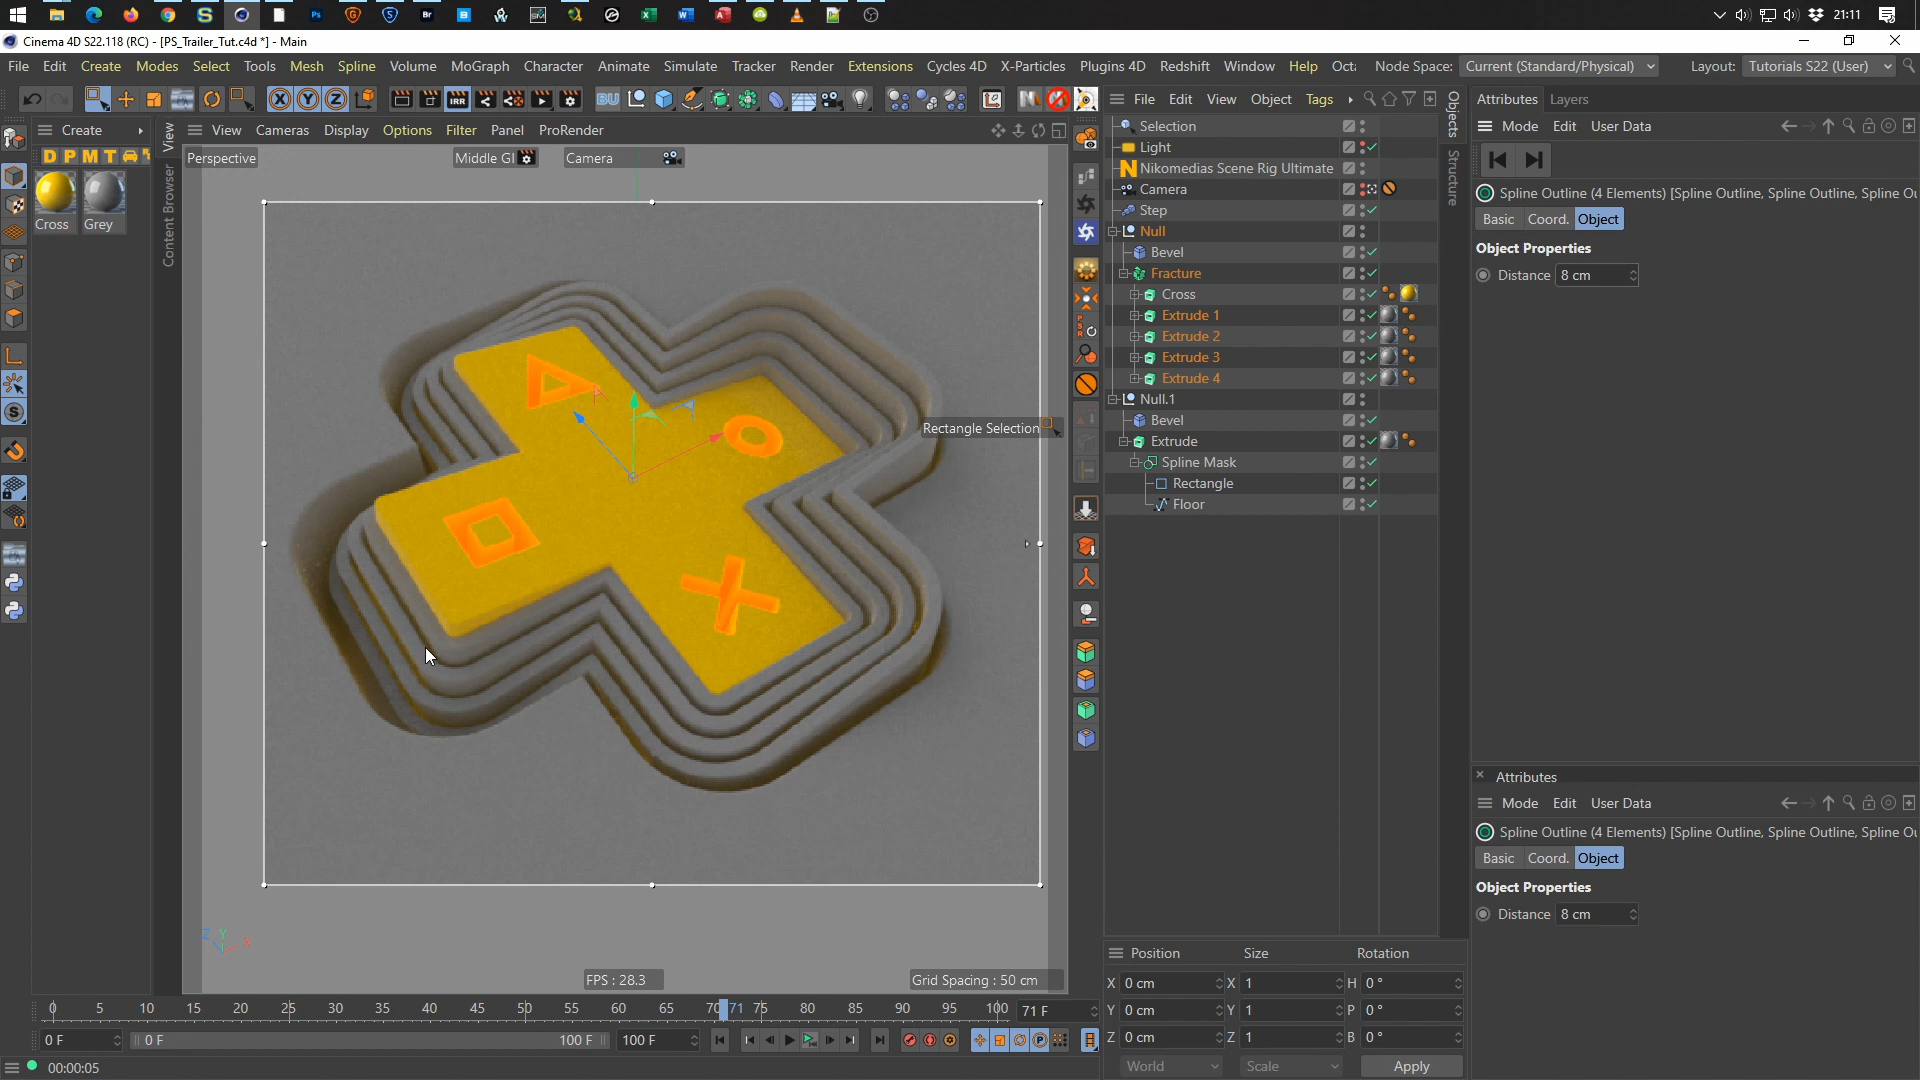 21:11
Cinema 4D S22.118 (RC) - [PS_Trailer_Tut.c4d *] - Main
File Edit Create Modes Select Tools Mesh Spline Volume MoGraph Character Animate Simulate Tracker Render Extensions Cycles 4D X-Particles Plugins 4D Redshift Window Help Octa Node Space: Current (Standard/Physical) Layout: Tutorials S22 (User)
File Edit View Object Tags
Attributes Layers
Create
View Cameras Display Options Filter Panel ProRender
Mode Edit User Data
D P M T
View
Content Browser
Objects
Structure
Perspective
Middle GI
Camera
Cross
Grey
Selection
Light
Nikomedias Scene Rig Ultimate
Camera
Step
Null
Bevel
Fracture
Cross
Extrude 1
Extrude 2
Extrude 3
Extrude 4
Null.1
Bevel
Extrude
Spline Mask
Rectangle
Floor
Spline Outline (4 Elements) [Spline Outline, Spline Outline, Spline Ou
Basic Coord. Object
Object Properties
Distance 8 cm
Rectangle Selection
Attributes
Mode Edit User Data
Spline Outline (4 Elements) [Spline Outline, Spline Outline, Spline Ou
Basic Coord. Object
Object Properties
Distance 8 cm
Z Y X
FPS : 28.3
Grid Spacing : 50 cm
Position Size Rotation
X 0 cm X 1 H 0 °
Y 0 cm Y 1 P 0 °
Z 0 cm Z 1 B 0 °
World Scale Apply
0 5 10 15 20 25 30 35 40 45 50 55 60 65 70 71 75 80 85 90 95 100 71 F
0 F 0 F 100 F 100 F
00:00:05